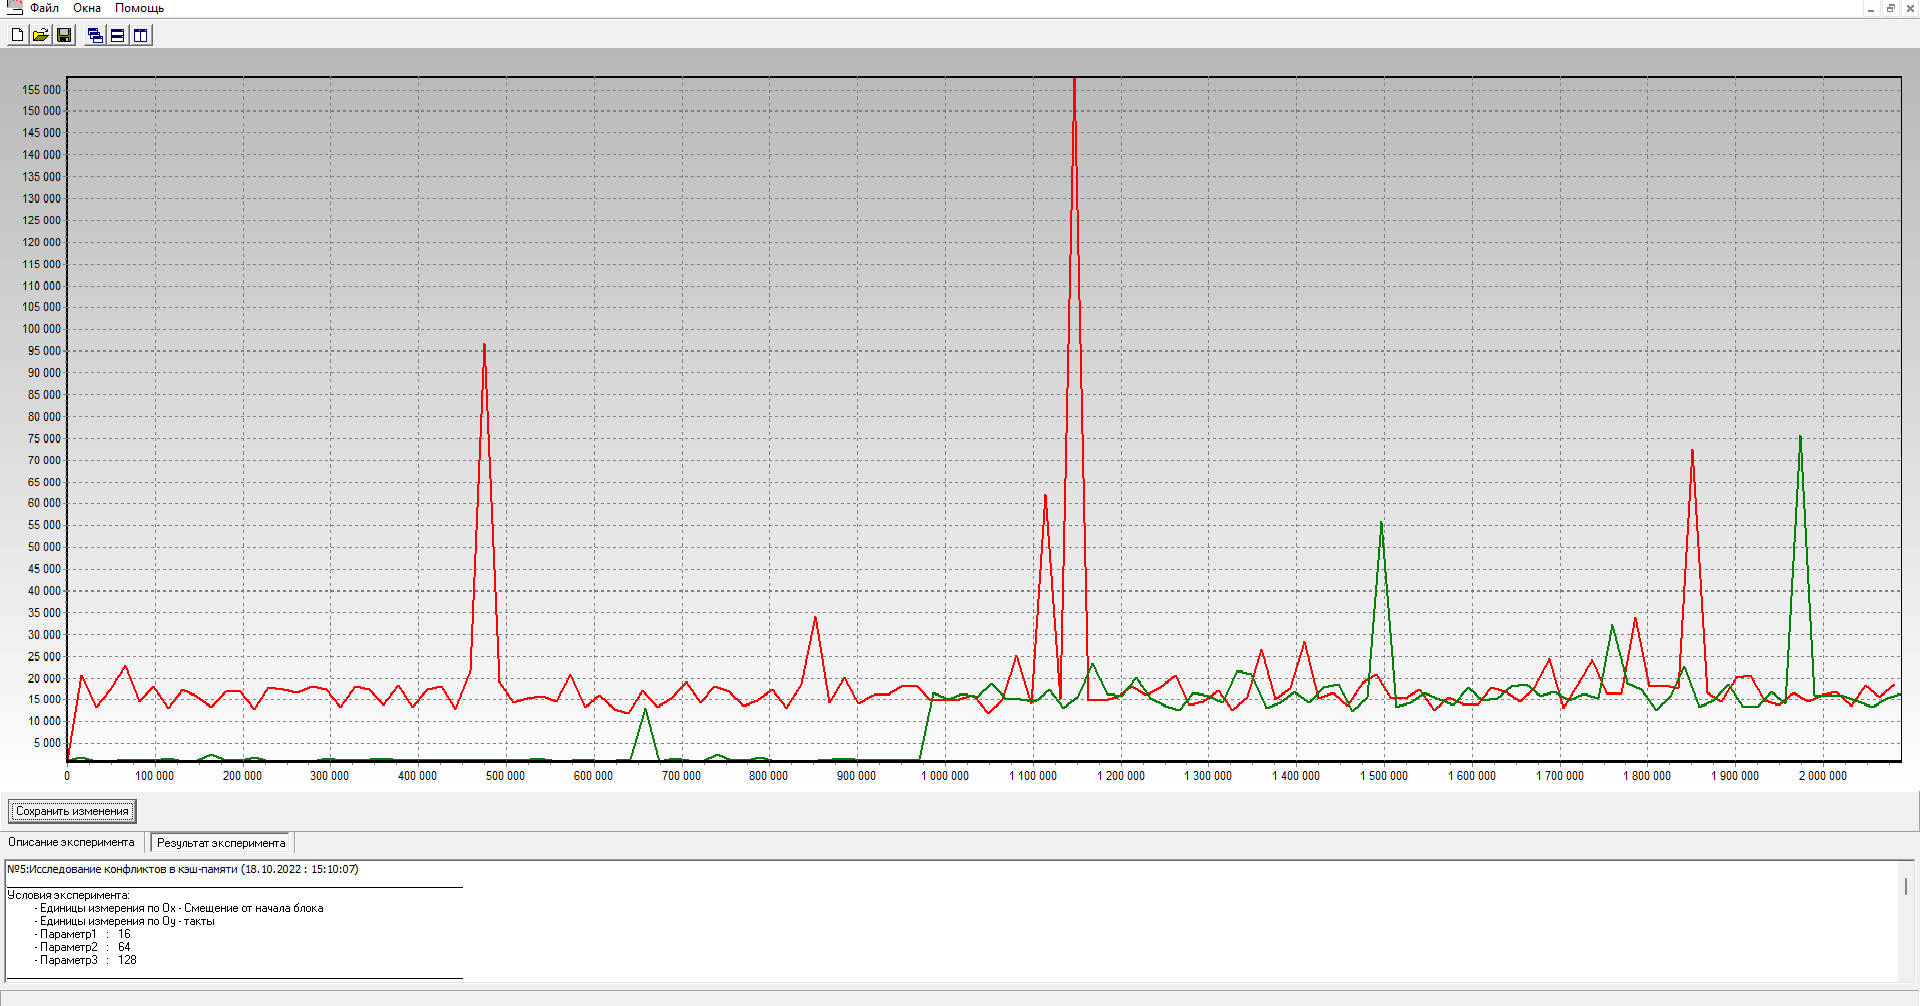 Файл Окна Помощь
155 000
150 000
145 000
140 000
135 000
130 000
125 000
120 000
115 000
110 000
105 000
100 000
95 000
90 000
85 000
80 000
75 000
70 000
65 000
60 000
55 000
50 000
45 000
40 000
35 000
30 000
25 000
20 000
15 000
10 000
5 000
0 100 000 200 000 300 000 400 000 500 000 600 000 700 000 800 000 900 000 1 000 000 1 100 000 1 200 000 1 300 000 1 400 000 1 500 000 1 600 000 1 700 000 1 800 000 1 900 000 2 000 000
Сохранить изменения
Описание эксперимента Результат эксперимента
№5:Исследование конфликтов в кэш-памяти (18.10.2022 : 15:10:07)
Условия эксперимента:
- Единицы измерения по Ox - Смещение от начала блока
- Единицы измерения по Oy - такты
- Параметр1 : 16
- Параметр2 : 64
- Параметр3 : 128